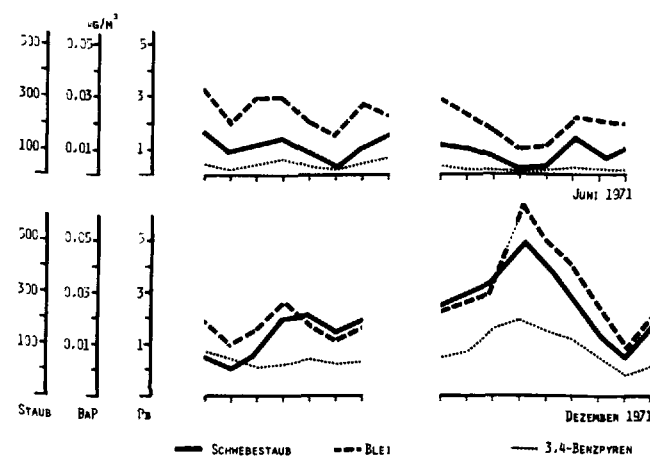 µG/M³
500 0.05 5
300 0.03 3
100 0.01 1
JUNI 1971
500 0.05 5
300 0.03 3
100 0.01 1
STAUB BAP PB
DEZEMBER 1971
SCHWEBESTAUB BLEI 3,4-BENZPYREN